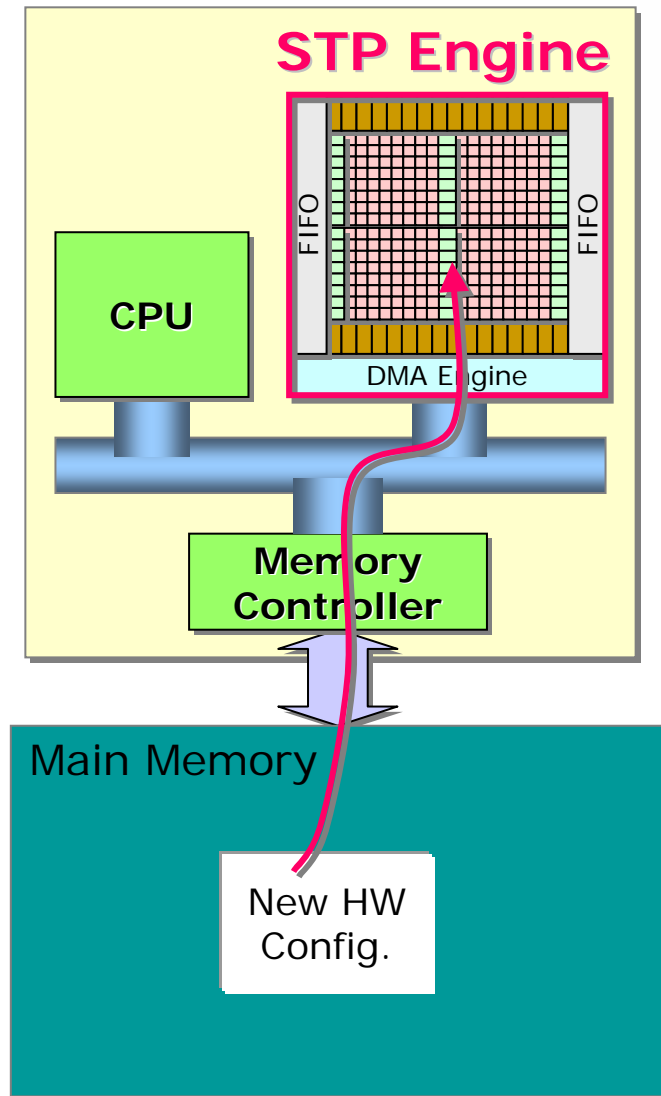 STP Engine
FIFO
FIFO
CPU
DMA Engine
Memory
Controller
Main Memory
New HW
Config.